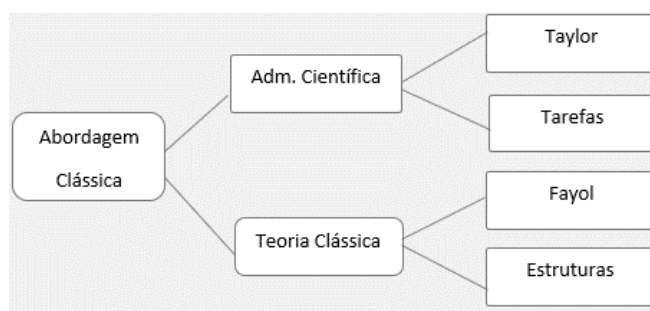 Abordagem
Clássica
Adm. Científica
Teoria Clássica
Taylor
Tarefas
Fayol
Estruturas